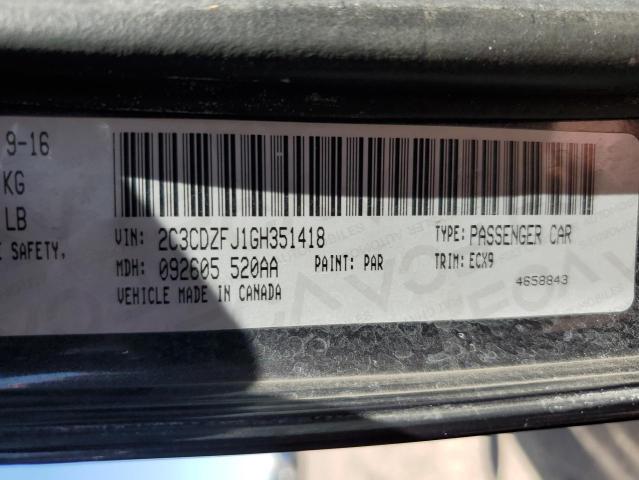 9-16
KG
LB
SAFETY,
VIN: 2C3CDZFJ1GH351418 TYPE: PASSENGER CAR
MDH: 092605 520AA PAINT: PAR TRIM: ECX9
VEHICLE MADE IN CANADA 4658843